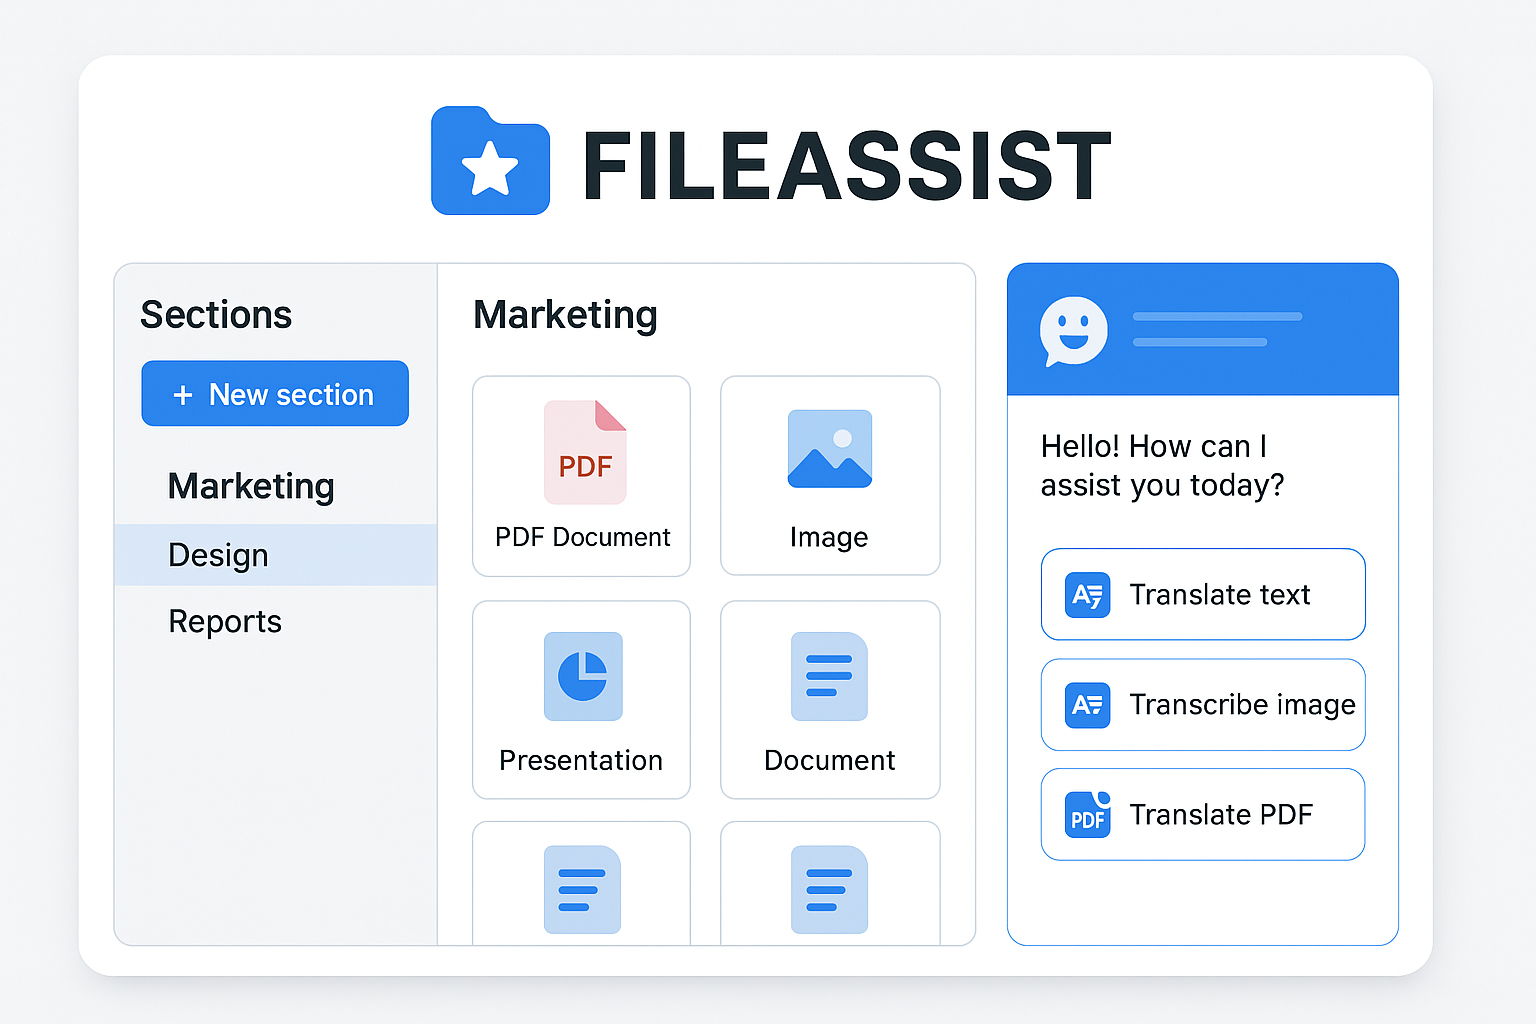 FILEASSIST
Sections
+ New section
Marketing
Design
Reports
Marketing
PDF
PDF Document
Image
Presentation
Document
Hello! How can I
assist you today?
A
Translate text
A
Transcribe image
PDF
Translate PDF